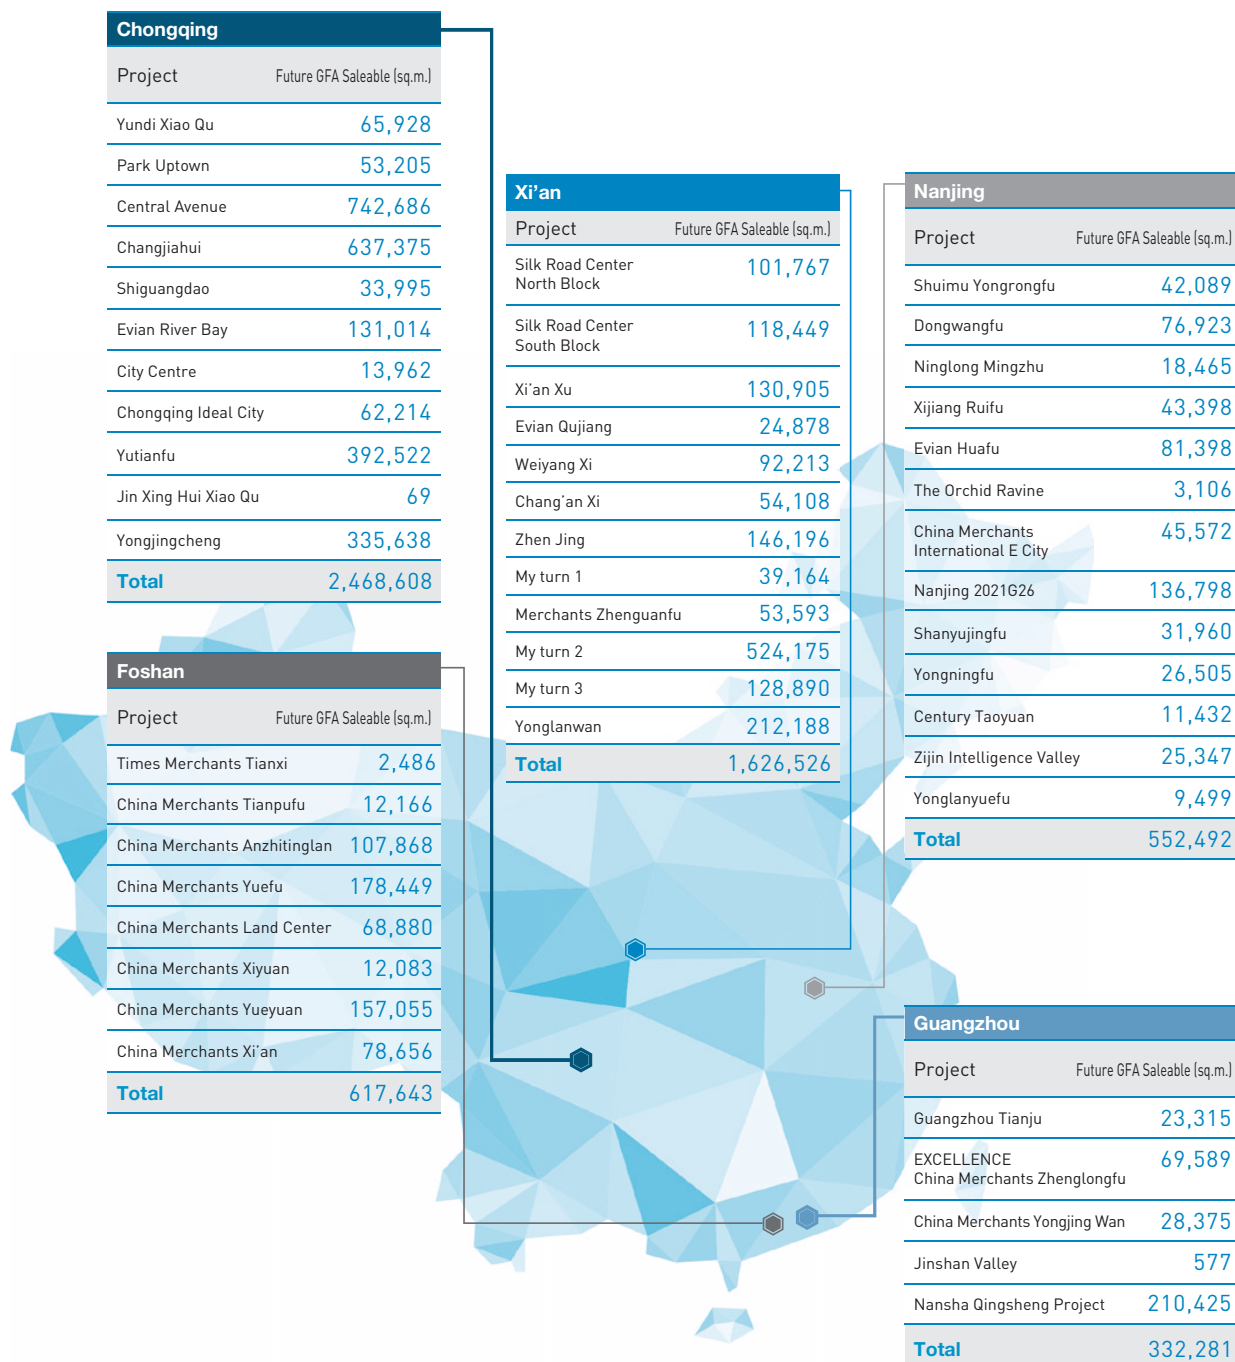 Chongqing
Project Future GFA Saleable (sq.m.)
Yundi Xiao Qu 65,928
Park Uptown 53,205
Central Avenue 742,686
Changjiahui 637,375
Shiguangdao 33,995
Evian River Bay 131,014
City Centre 13,962
Chongqing Ideal City 62,214
Yutianfu 392,522
Jin Xing Hui Xiao Qu 69
Yongjingcheng 335,638
Total 2,468,608
Foshan
Project Future GFA Saleable (sq.m.)
Times Merchants Tianxi 2,486
China Merchants Tianpufu 12,166
China Merchants Anzhitinglan 107,868
China Merchants Yuefu 178,449
China Merchants Land Center 68,880
China Merchants Xiyuan 12,083
China Merchants Yueyuan 157,055
China Merchants Xi'an 78,656
Total 617,643
Xi'an
Project Future GFA Saleable (sq.m.)
Silk Road Center 101,767
North Block
Silk Road Center 118,449
South Block
Xi'an Xu 130,905
Evian Qujiang 24,878
Weiyang Xi 92,213
Chang'an Xi 54,108
Zhen Jing 146,196
My turn 1 39,164
Merchants Zhenguanfu 53,593
My turn 2 524,175
My turn 3 128,890
Yonglanwan 212,188
Total 1,626,526
Nanjing
Project Future GFA Saleable (sq.m.)
Shuimu Yongrongfu 42,089
Dongwangfu 76,923
Ninglong Mingzhu 18,465
Xijiang Ruifu 43,398
Evian Huafu 81,398
The Orchid Ravine 3,106
China Merchants 45,572
International E City
Nanjing 2021G26 136,798
Shanyujingfu 31,960
Yongningfu 26,505
Century Taoyuan 11,432
Zijin Intelligence Valley 25,347
Yonglanyuefu 9,499
Total 552,492
Guangzhou
Project Future GFA Saleable (sq.m.)
Guangzhou Tianju 23,315
EXCELLENCE 69,589
China Merchants Zhenglongfu
China Merchants Yongjing Wan 28,375
Jinshan Valley 577
Nansha Qingsheng Project 210,425
Total 332,281